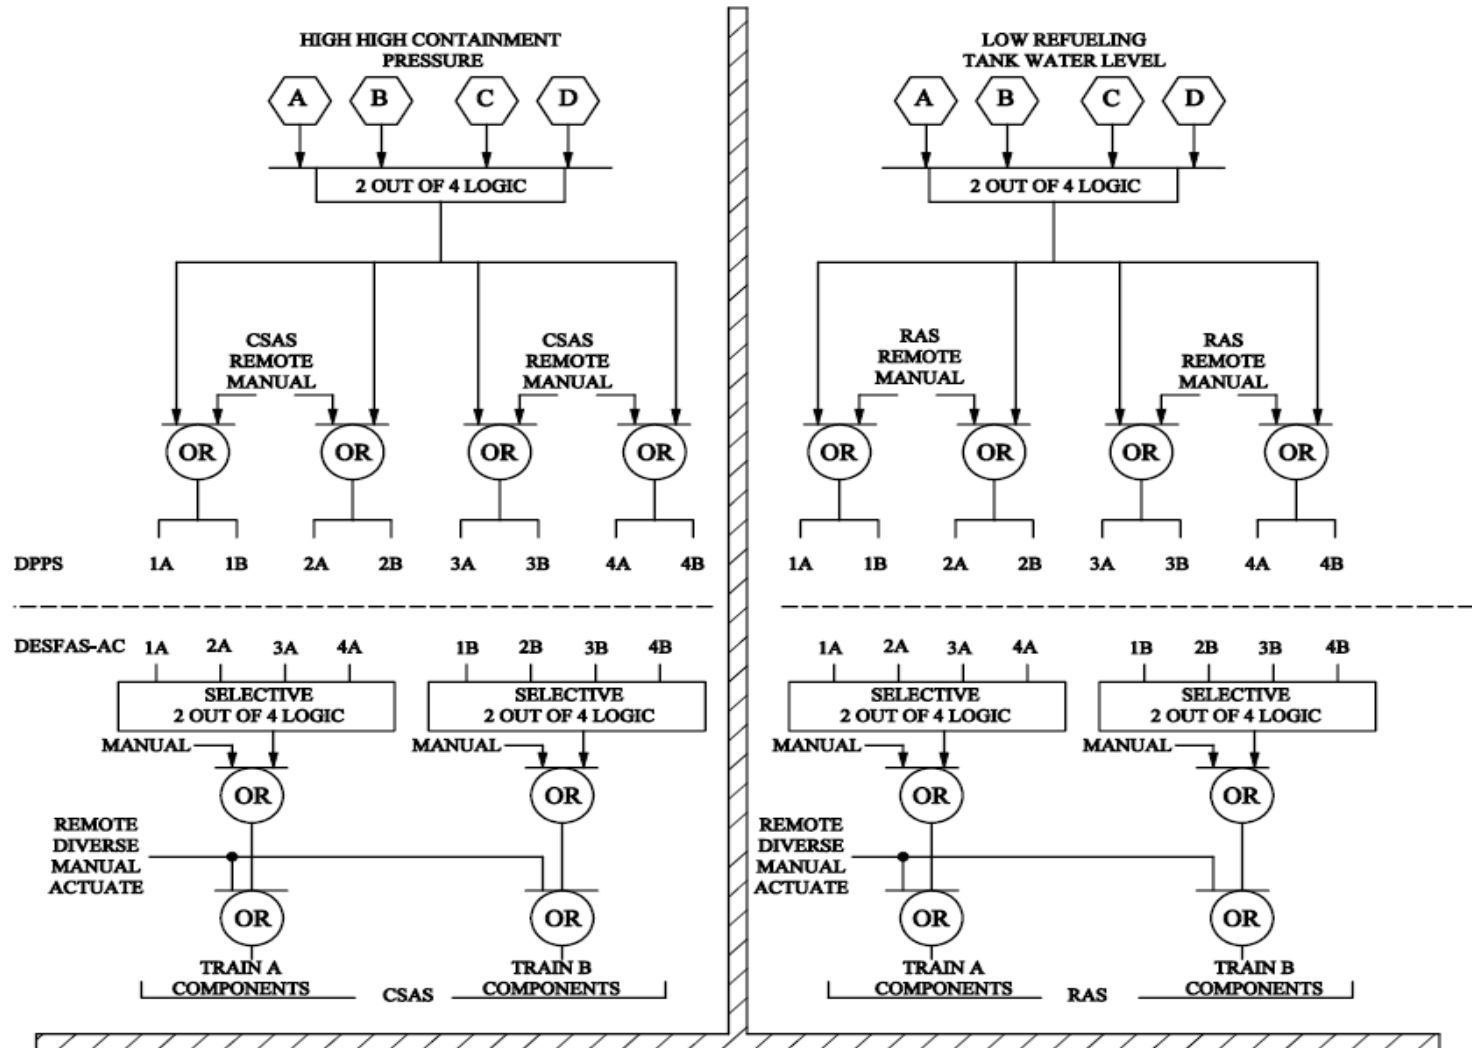 HIGH HIGH CONTAINMENT
PRESSURE
A B C D
2 OUT OF 4 LOGIC
CSAS
REMOTE
MANUAL
CSAS
REMOTE
MANUAL
OR OR OR OR
DPPS 1A 1B 2A 2B 3A 3B 4A 4B
DESFAS-AC 1A 2A 3A 4A 1B 2B 3B 4B
SELECTIVE
2 OUT OF 4 LOGIC
SELECTIVE
2 OUT OF 4 LOGIC
MANUAL MANUAL
OR OR
REMOTE
DIVERSE
MANUAL
ACTUATE
OR OR
TRAIN A
COMPONENTS
TRAIN B
COMPONENTS
CSAS
LOW REFUELING
TANK WATER LEVEL
A B C D
2 OUT OF 4 LOGIC
RAS
REMOTE
MANUAL
RAS
REMOTE
MANUAL
OR OR OR OR
1A 1B 2A 2B 3A 3B 4A 4B
1A 2A 3A 4A 1B 2B 3B 4B
SELECTIVE
2 OUT OF 4 LOGIC
SELECTIVE
2 OUT OF 4 LOGIC
MANUAL MANUAL
OR OR
REMOTE
DIVERSE
MANUAL
ACTUATE
OR OR
TRAIN A
COMPONENTS
TRAIN B
COMPONENTS
RAS